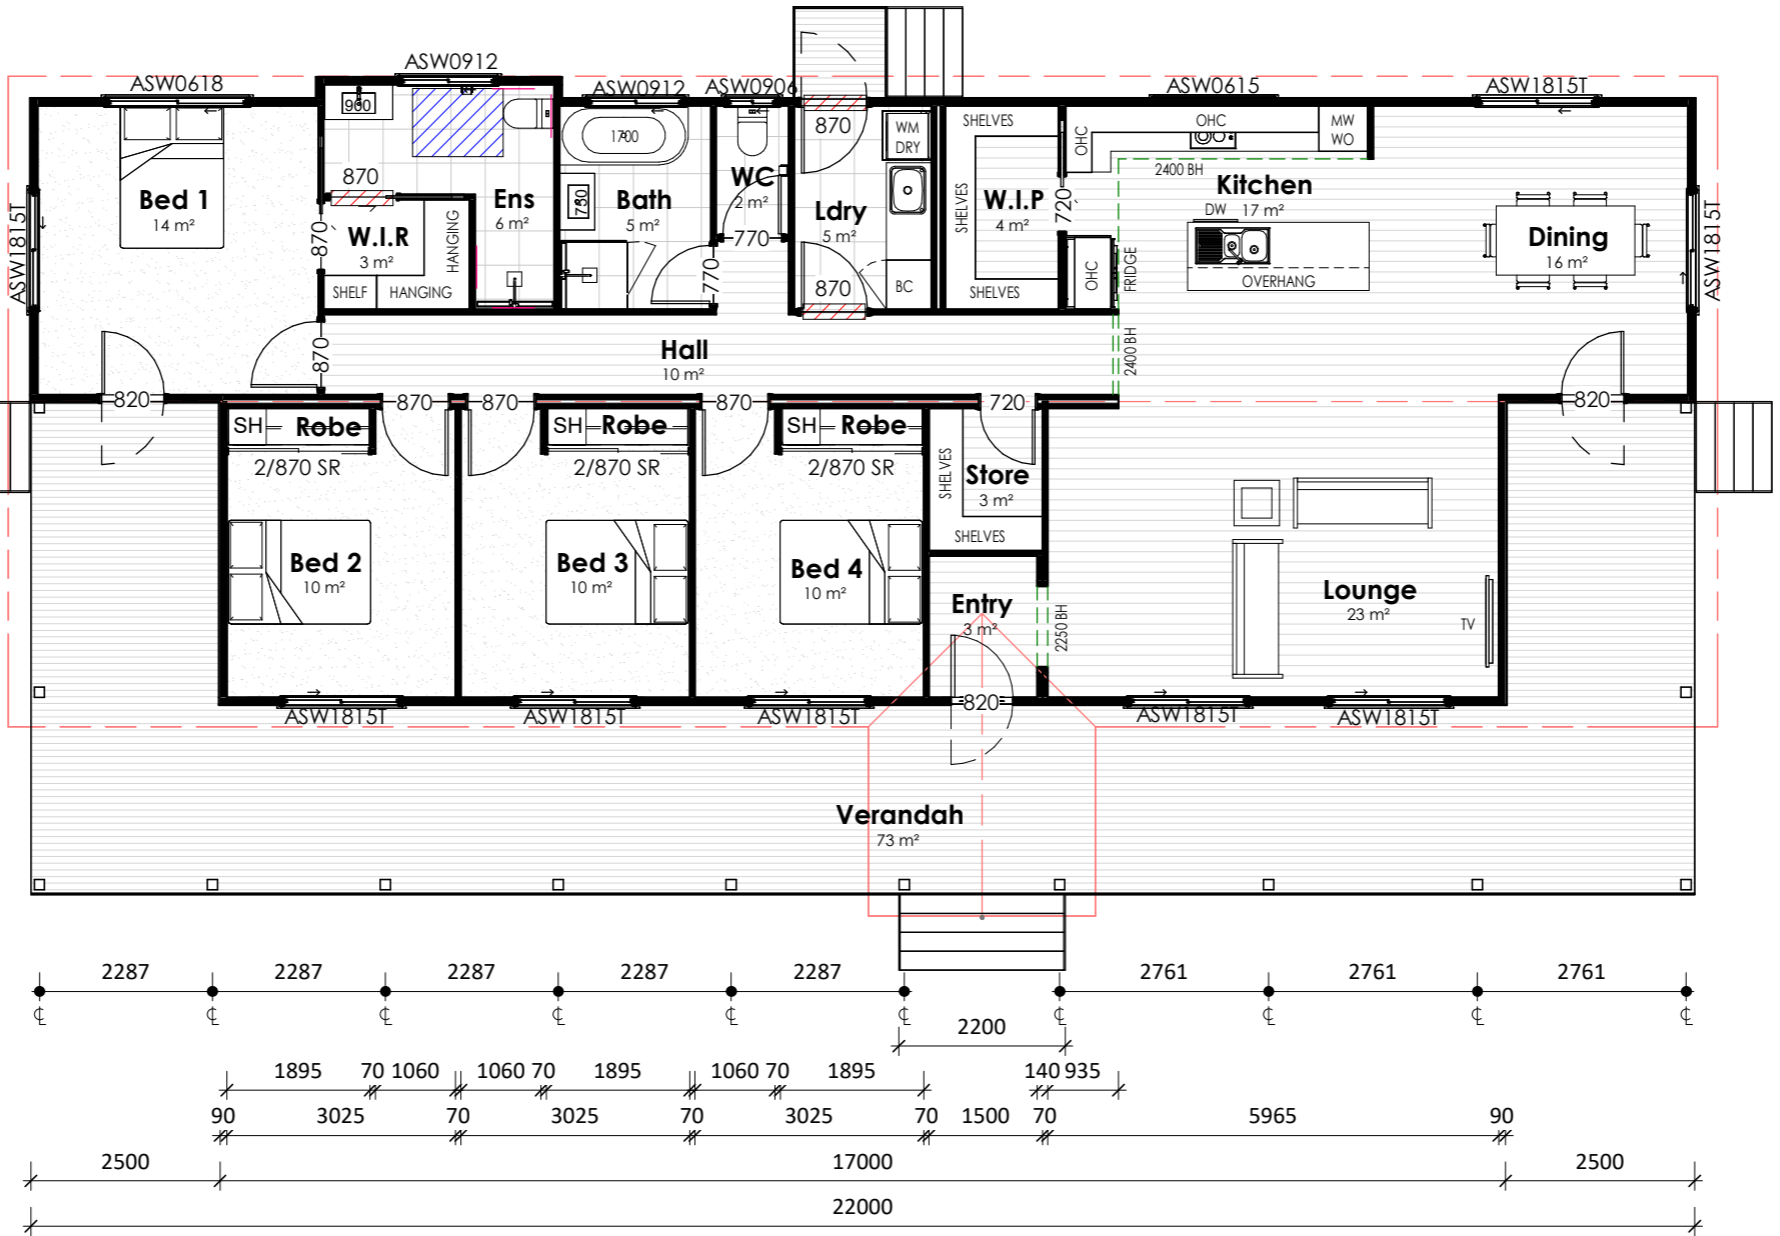 ASW0618
ASW0912
ASW0912
ASW0906
ASW0615
ASW1815T
900
1700
870
WM
DRY
SHELVES
OHC
OHC
MW
WO
2400 BH
870
Bed 1
14 m²
Ens
6 m²
750
Bath
5 m²
WC
2 m²
Ldry
5 m²
SHELVES
W.I.P
4 m²
720
Kitchen
17 m²
DW
Dining
16 m²
ASW1815T
ASW1815T
870
W.I.R
3 m²
HANGING
770
770
SHELF
HANGING
870
BC
SHELVES
OHC
FRIDGE
OVERHANG
870
Hall
10 m²
2400 BH
820
870
870
870
720
820
SH
Robe
SH
Robe
SH
Robe
2/870 SR
2/870 SR
2/870 SR
SHELVES
Store
3 m²
SHELVES
Bed 2
10 m²
Bed 3
10 m²
Bed 4
10 m²
Entry
3 m²
2250 BH
Lounge
23 m²
TV
820
ASW1815T
ASW1815T
ASW1815T
ASW1815T
ASW1815T
Verandah
73 m²
2287 2287 2287 2287 2287 2761 2761 2761
℄ ℄ ℄ ℄ ℄ ℄ ℄ ℄ ℄ ℄
2200
1895 70 1060 1060 70 1895 1060 70 1895 140 935
90 3025 70 3025 70 3025 70 1500 70 5965 90
2500 17000 2500
22000